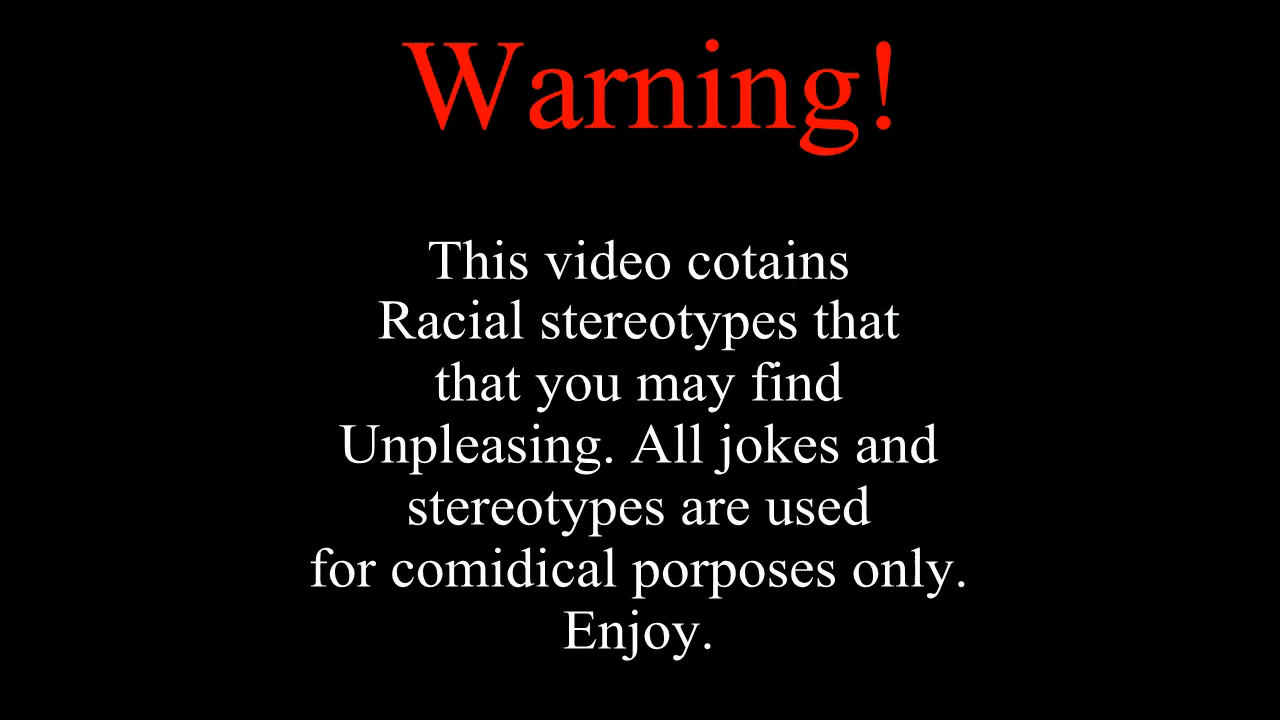 Warning!
This video cotains
Racial stereotypes that
that you may find
Unpleasing. All jokes and
stereotypes are used
for comidical porposes only.
Enjoy.